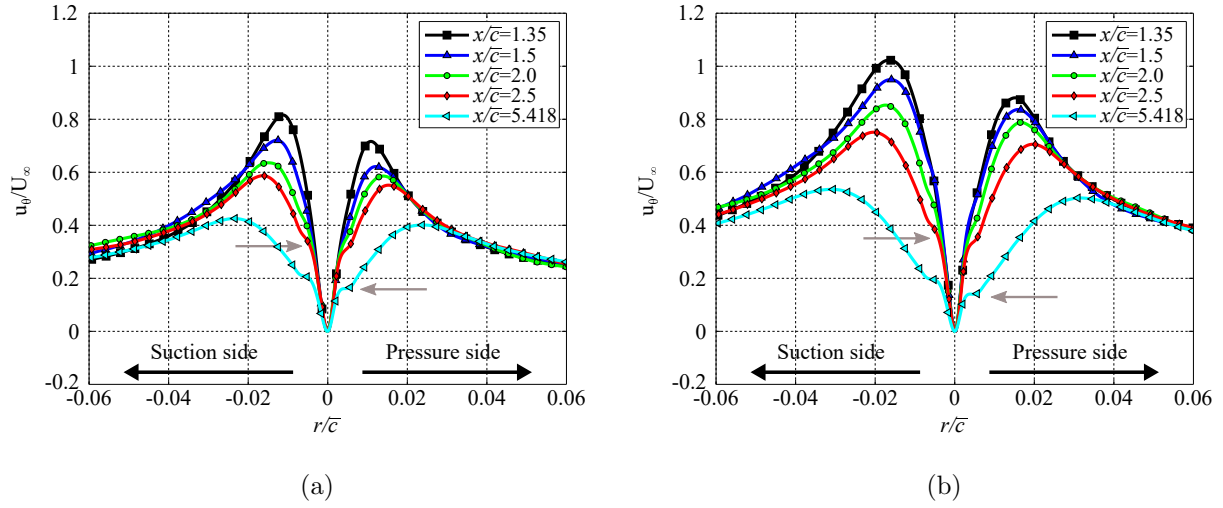 1.2
1
0.8
0.6
0.4
0.2
0
-0.2
u_θ/U_∞
x/c̅=1.35
x/c̅=1.5
x/c̅=2.0
x/c̅=2.5
x/c̅=5.418
Suction side
Pressure side
-0.06 -0.04 -0.02 0 0.02 0.04 0.06
r/c̅
(a)
1.2
1
0.8
0.6
0.4
0.2
0
-0.2
u_θ/U_∞
x/c̅=1.35
x/c̅=1.5
x/c̅=2.0
x/c̅=2.5
x/c̅=5.418
Suction side
Pressure side
-0.06 -0.04 -0.02 0 0.02 0.04 0.06
r/c̅
(b)